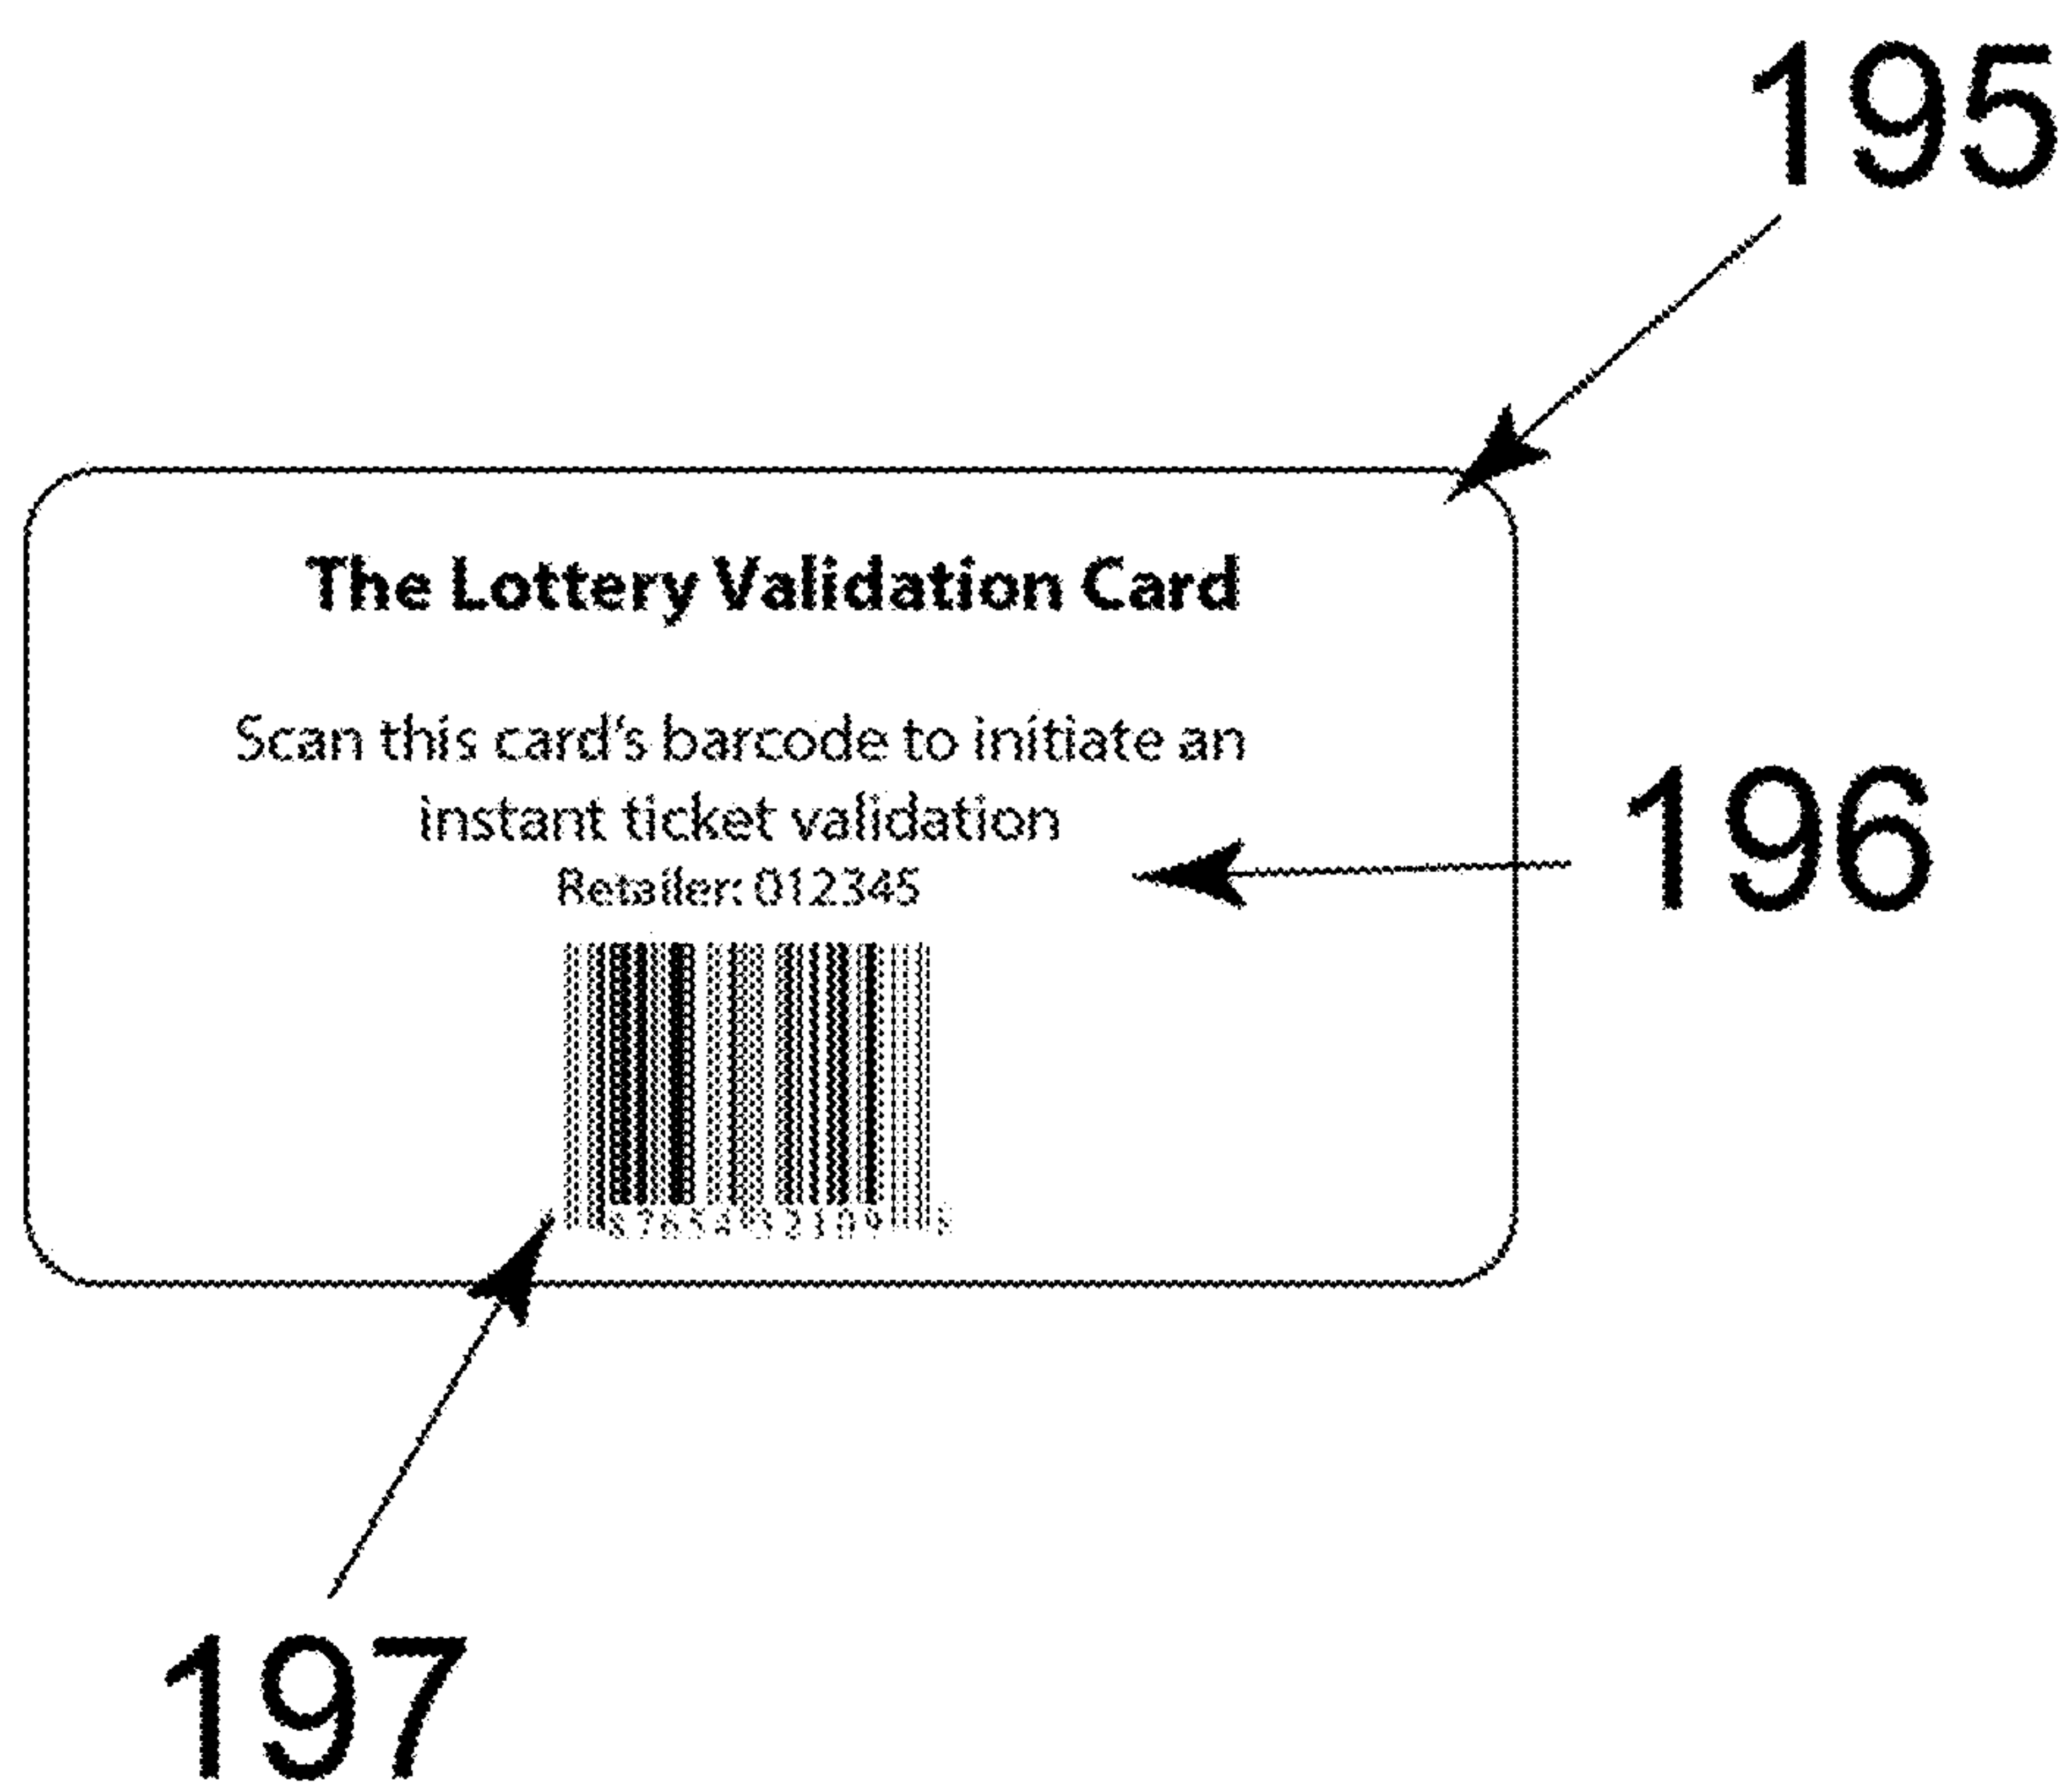 195
The Lottery Validation Card
Scan this card's barcode to initiate an
instant ticket validation
196
Retailer: 012345
197